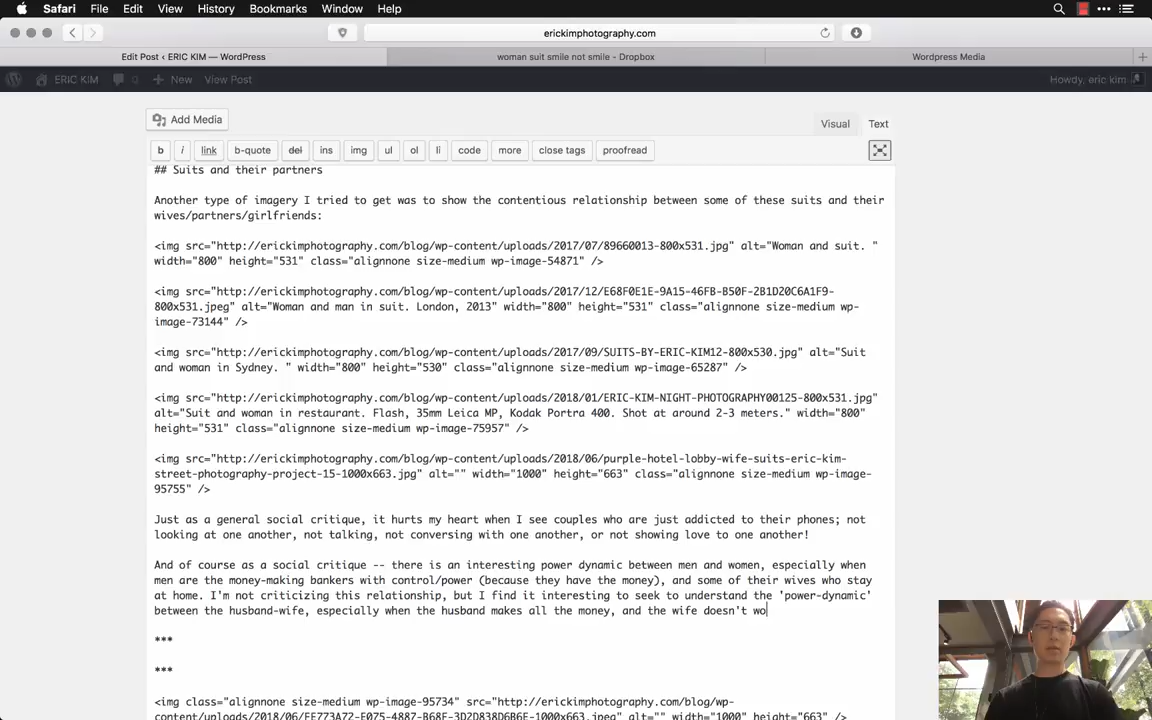 Safari File Edit View History Bookmarks Window Help
erickimphotography.com
Edit Post ‹ ERIC KIM — WordPress
woman suit smile not smile - Dropbox
Wordpress Media
ERIC KIM 0 New View Post
Howdy, eric kim
Add Media
Visual Text
b i link b-quote del ins img ul ol li code more close tags proofread
## Suits and their partners
Another type of imagery I tried to get was to show the contentious relationship between some of these suits and their
wives/partners/girlfriends:
<img src="http://erickimphotography.com/blog/wp-content/uploads/2017/07/89660013-800x531.jpg" alt="Woman and suit. "
width="800" height="531" class="alignnone size-medium wp-image-54871" />
<img src="http://erickimphotography.com/blog/wp-content/uploads/2017/12/E68F0E1E-9A15-46FB-B50F-2B1D20C6A1F9-
800x531.jpeg" alt="Woman and man in suit. London, 2013" width="800" height="531" class="alignnone size-medium wp-
image-73144" />
<img src="http://erickimphotography.com/blog/wp-content/uploads/2017/09/SUITS-BY-ERIC-KIM12-800x530.jpg" alt="Suit
and woman in Sydney. " width="800" height="530" class="alignnone size-medium wp-image-65287" />
<img src="http://erickimphotography.com/blog/wp-content/uploads/2018/01/ERIC-KIM-NIGHT-PHOTOGRAPHY00125-800x531.jpg"
alt="Suit and woman in restaurant. Flash, 35mm Leica MP, Kodak Portra 400. Shot at around 2-3 meters." width="800"
height="531" class="alignnone size-medium wp-image-75957" />
<img src="http://erickimphotography.com/blog/wp-content/uploads/2018/06/purple-hotel-lobby-wife-suits-eric-kim-
street-photography-project-15-1000x663.jpg" alt="" width="1000" height="663" class="alignnone size-medium wp-image-
95755" />
Just as a general social critique, it hurts my heart when I see couples who are just addicted to their phones; not
looking at one another, not talking, not conversing with one another, or not showing love to one another!
And of course as a social critique -- there is an interesting power dynamic between men and women, especially when
men are the money-making bankers with control/power (because they have the money), and some of their wives who stay
at home. I'm not criticizing this relationship, but I find it interesting to seek to understand the 'power-dynamic'
between the husband-wife, especially when the husband makes all the money, and the wife doesn't wo
***
***
<img class="alignnone size-medium wp-image-95734" src="http://erickimphotography.com/blog/wp-
content/uploads/2018/06/FF773A72-E075-4887-B68F-3D2D838D6B6E-1000x663.jpeg" alt="" width="1000" height="663" />